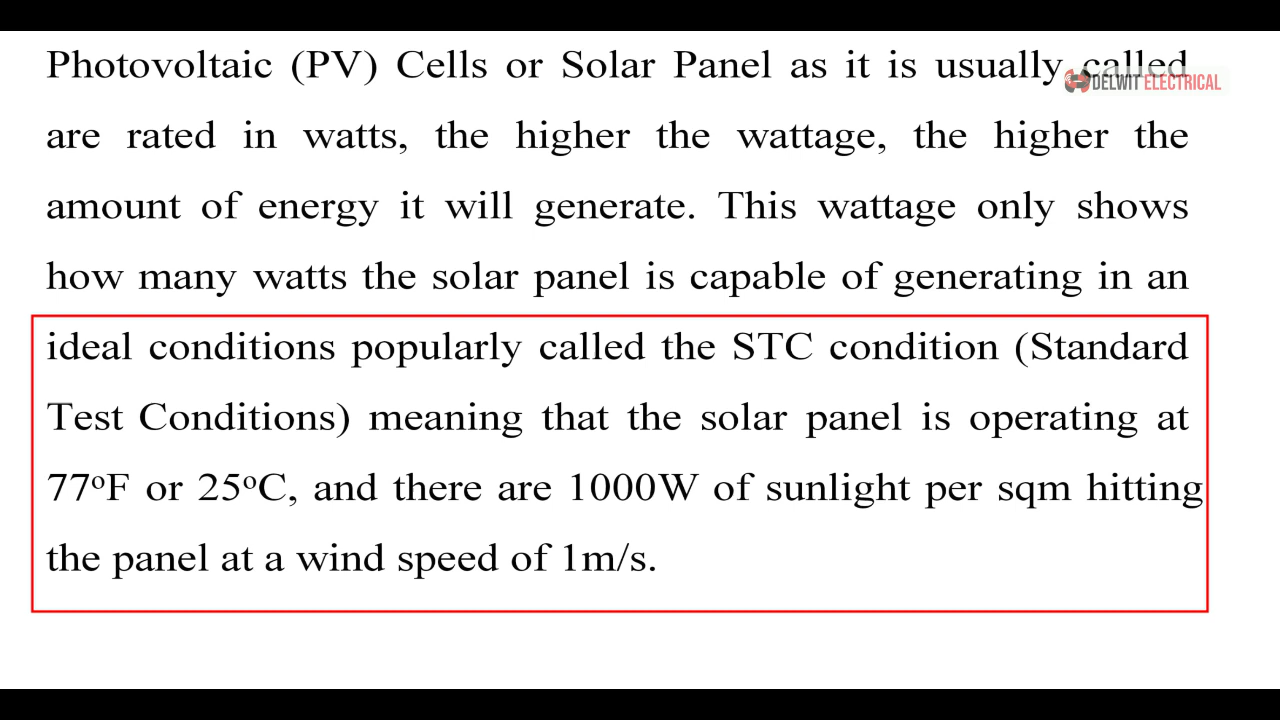 Photovoltaic (PV) Cells or Solar Panel as it is usually called
DELWIT ELECTRICAL
are rated in watts, the higher the wattage, the higher the
amount of energy it will generate. This wattage only shows
how many watts the solar panel is capable of generating in an
ideal conditions popularly called the STC condition (Standard
Test Conditions) meaning that the solar panel is operating at
77ºF or 25ºC, and there are 1000W of sunlight per sqm hitting
the panel at a wind speed of 1m/s.